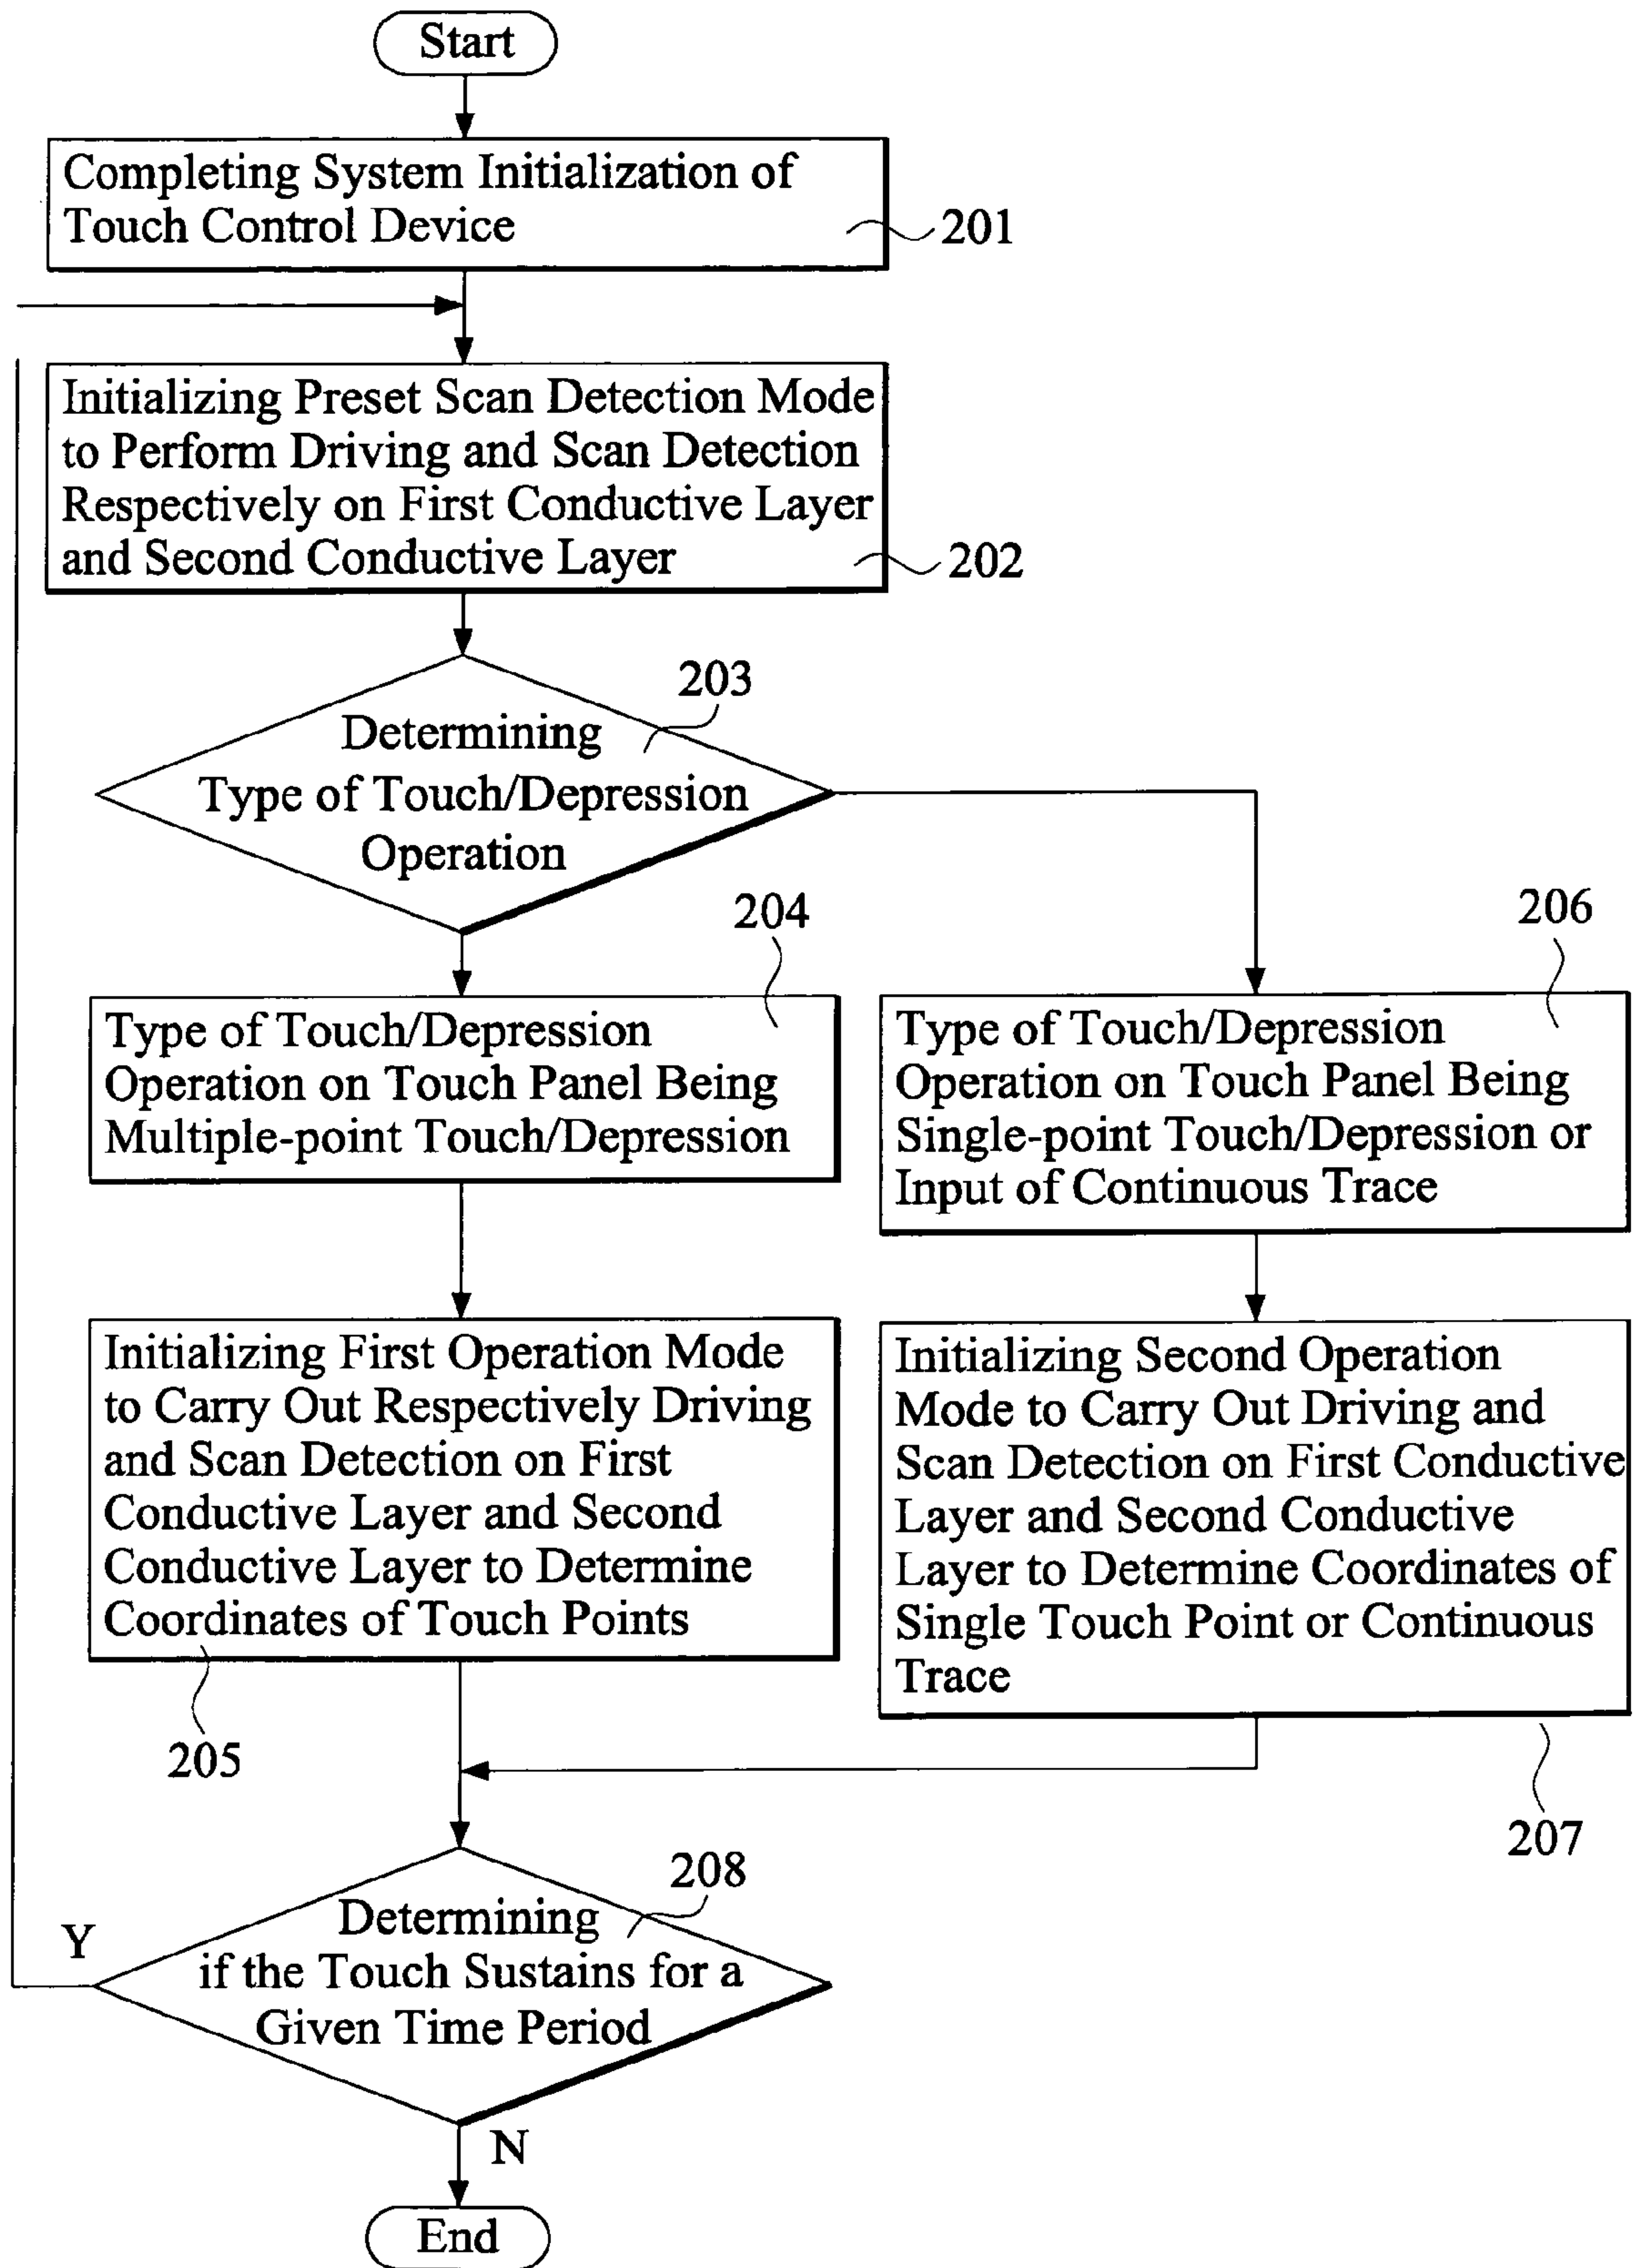 Start
Completing System Initialization of
Touch Control Device
201
Initializing Preset Scan Detection Mode
to Perform Driving and Scan Detection
Respectively on First Conductive Layer
and Second Conductive Layer
202
203
Determining
Type of Touch/Depression
Operation
204
Type of Touch/Depression
Operation on Touch Panel Being
Multiple-point Touch/Depression
206
Type of Touch/Depression
Operation on Touch Panel Being
Single-point Touch/Depression or
Input of Continuous Trace
Initializing First Operation Mode
to Carry Out Respectively Driving
and Scan Detection on First
Conductive Layer and Second
Conductive Layer to Determine
Coordinates of Touch Points
205
Initializing Second Operation
Mode to Carry Out Driving and
Scan Detection on First Conductive
Layer and Second Conductive
Layer to Determine Coordinates of
Single Touch Point or Continuous
Trace
207
208
Determining
if the Touch Sustains for a
Given Time Period
Y
N
End